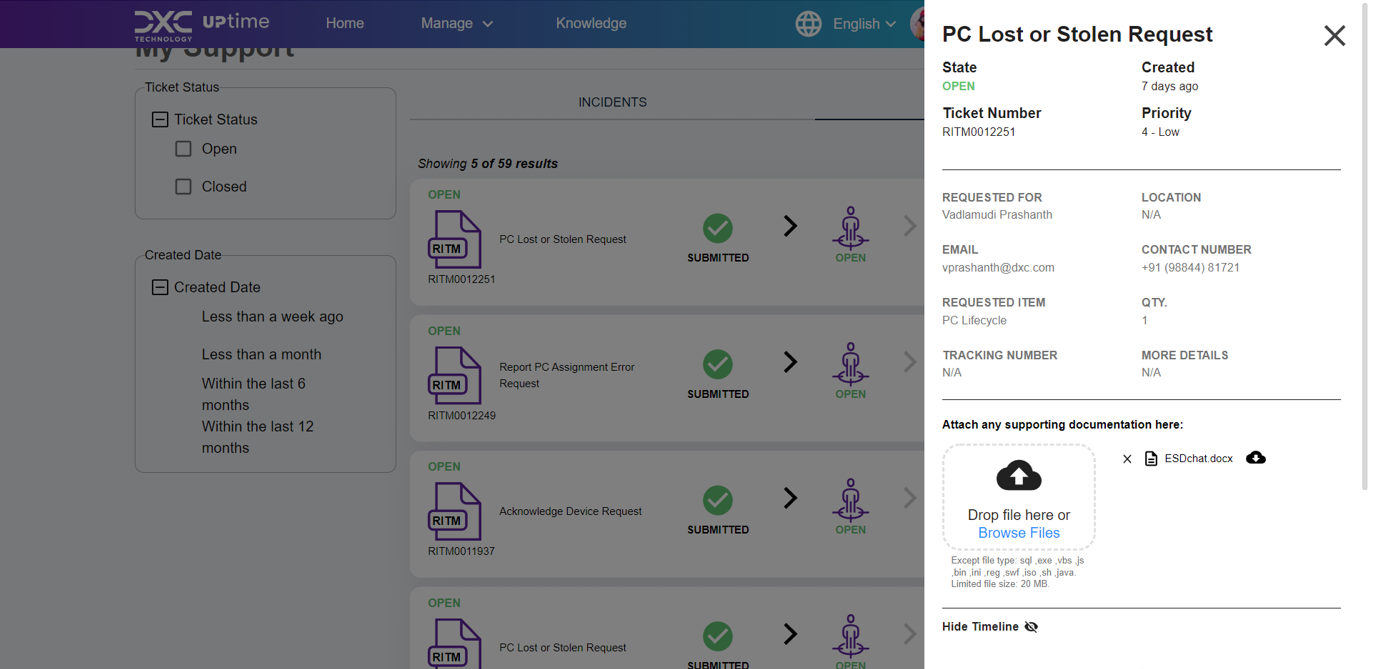 DXC
TECHNOLOGY
UPtime
Home
Manage
Knowledge
English
My Support
Ticket Status
Ticket Status
Open
Closed
Created Date
Created Date
Less than a week ago
Less than a month
Within the last 6
months
Within the last 12
months
INCIDENTS
Showing 5 of 59 results
OPEN
RITM
RITM0012251
PC Lost or Stolen Request
SUBMITTED
OPEN
OPEN
RITM
RITM0012249
Report PC Assignment Error
Request
SUBMITTED
OPEN
OPEN
RITM
RITM0011937
Acknowledge Device Request
SUBMITTED
OPEN
OPEN
RITM
PC Lost or Stolen Request
SUBMITTED
OPEN
PC Lost or Stolen Request
State
OPEN
Created
7 days ago
Ticket Number
RITM0012251
Priority
4 - Low
REQUESTED FOR
Vadlamudi Prashanth
LOCATION
N/A
EMAIL
vprashanth@dxc.com
CONTACT NUMBER
+91 (98844) 81721
REQUESTED ITEM
PC Lifecycle
QTY.
1
TRACKING NUMBER
N/A
MORE DETAILS
N/A
Attach any supporting documentation here:
Drop file here or
Browse Files
ESDchat.docx
Except file type: sql ,exe ,vbs ,js
,bin ,ini ,reg ,swf ,iso ,sh ,java.
Limited file size: 20 MB.
Hide Timeline